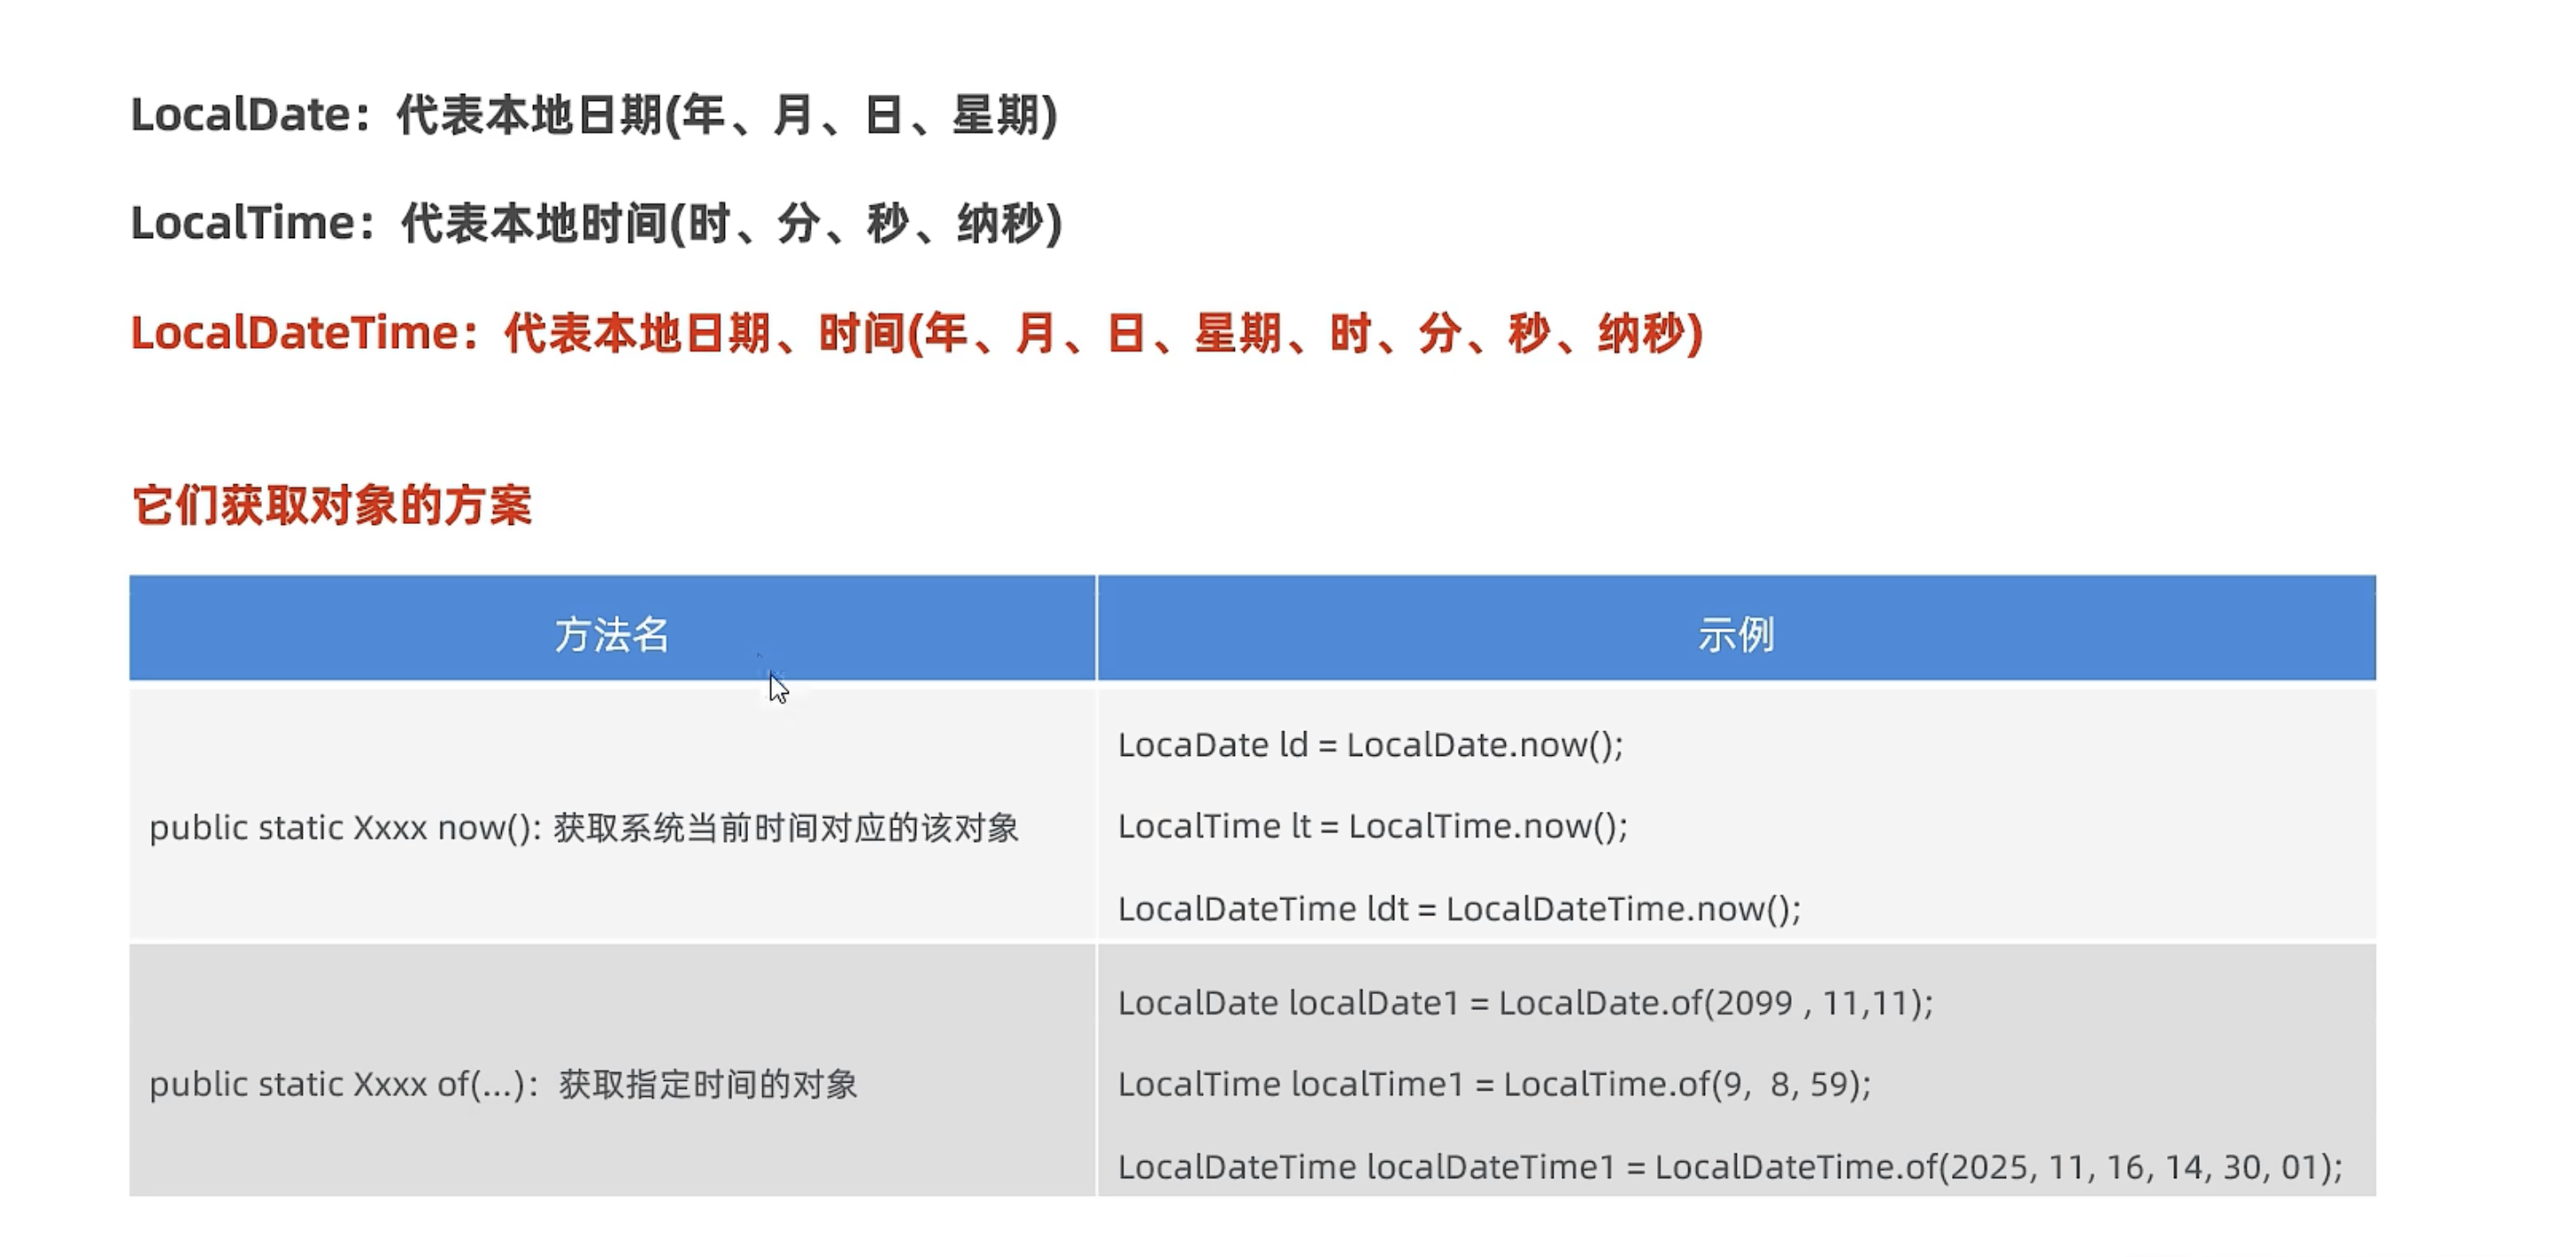 LocalDate：代表本地日期(年、月、日、星期)
LocalTime：代表本地时间(时、分、秒、纳秒)
LocalDateTime：代表本地日期、时间(年、月、日、星期、时、分、秒、纳秒)
它们获取对象的方案
方法名
示例
public static Xxxx now(): 获取系统当前时间对应的该对象
LocaDate ld = LocalDate.now();
LocalTime lt = LocalTime.now();
LocalDateTime ldt = LocalDateTime.now();
public static Xxxx of(...)：获取指定时间的对象
LocalDate localDate1 = LocalDate.of(2099 , 11,11);
LocalTime localTime1 = LocalTime.of(9,  8, 59);
LocalDateTime localDateTime1 = LocalDateTime.of(2025, 11, 16, 14, 30, 01);